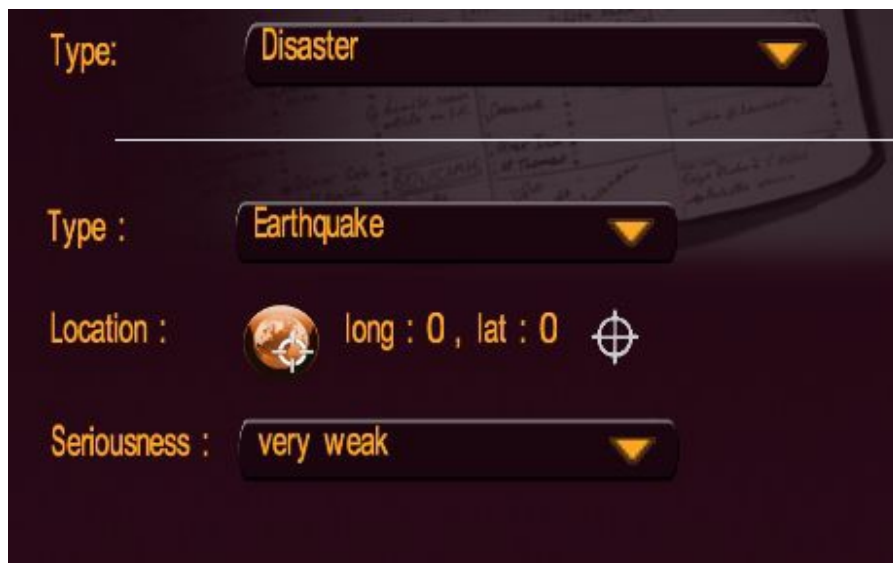 Type: Disaster
Type : Earthquake
Location : long : 0 , lat : 0
Seriousness : very weak